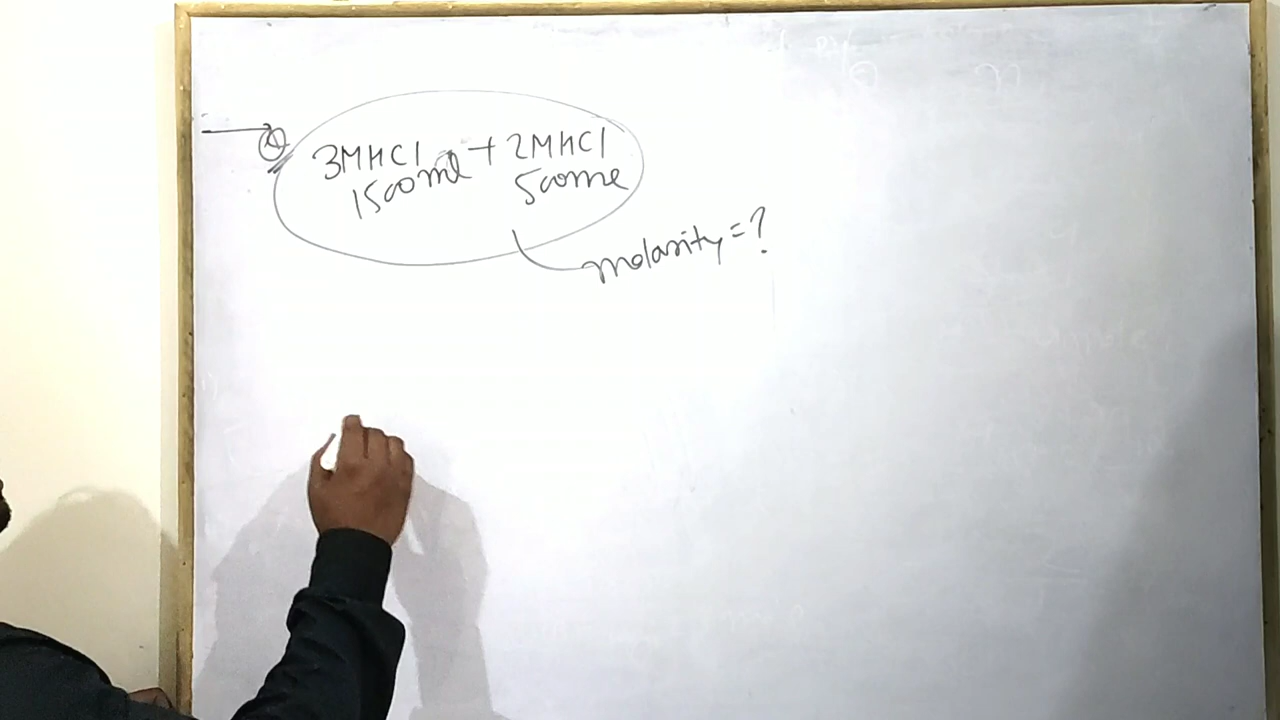 Q 3MHCl + 2MHCl
1500ml 500ml
molarity = ?